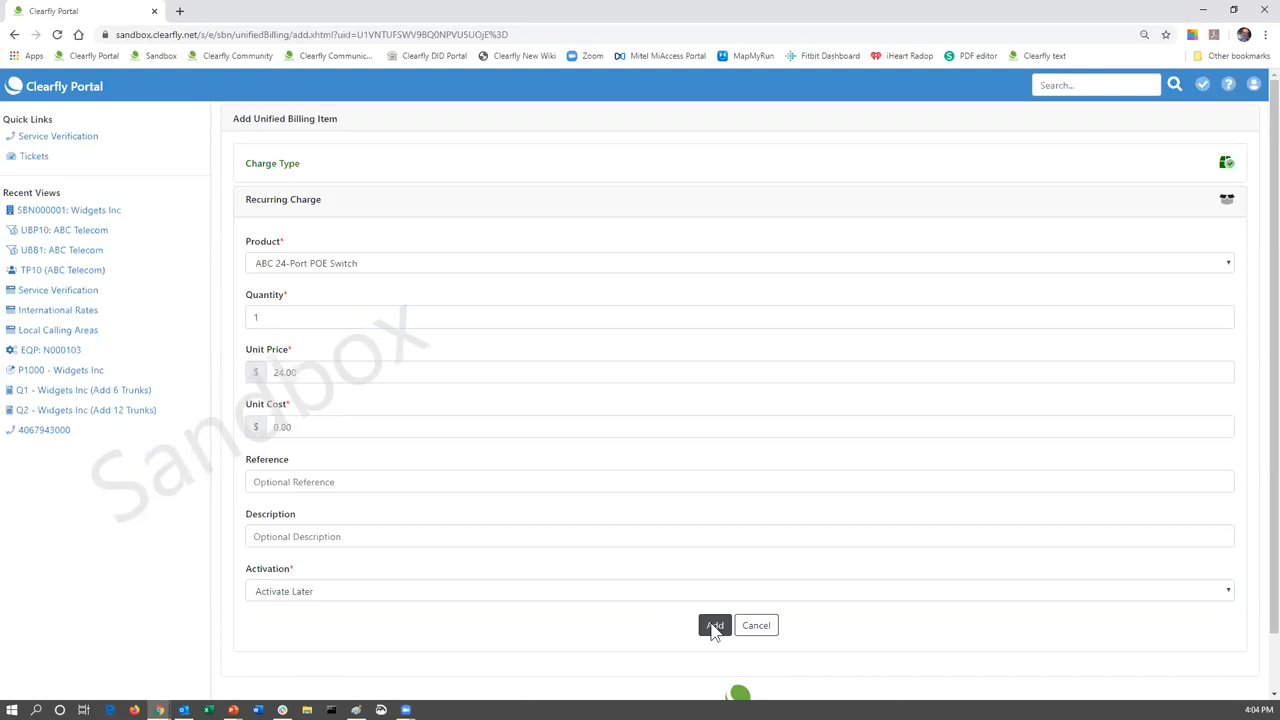 Clearfly Portal
sandbox.clearfly.net/s/e/sbn/unifiedBilling/add.xhtml?uid=U1VNTUFSWV9BQ0NPVU5UOjE%3D
Apps Clearfly Portal Sandbox Clearfly Community Clearfly Communic... Clearfly DID Portal Clearfly New Wiki Zoom Mitel MiAccess Portal MapMyRun Fitbit Dashboard iHeart Radop PDF editor Clearfly text Other bookmarks
Clearfly Portal
Search...
Quick Links
Service Verification
Tickets
Recent Views
SBN000001: Widgets Inc
UBP10: ABC Telecom
UBB1: ABC Telecom
TP10 (ABC Telecom)
Service Verification
International Rates
Local Calling Areas
EQP: N000103
P1000 - Widgets Inc
Q1 - Widgets Inc (Add 6 Trunks)
Q2 - Widgets Inc (Add 12 Trunks)
4067943000
Add Unified Billing Item
Charge Type
Recurring Charge
Product*
ABC 24-Port POE Switch
Quantity*
1
Unit Price*
$ 24.00
Unit Cost*
$ 0.00
Reference
Optional Reference
Description
Optional Description
Activation*
Activate Later
Add Cancel
Sandbox
4:04 PM